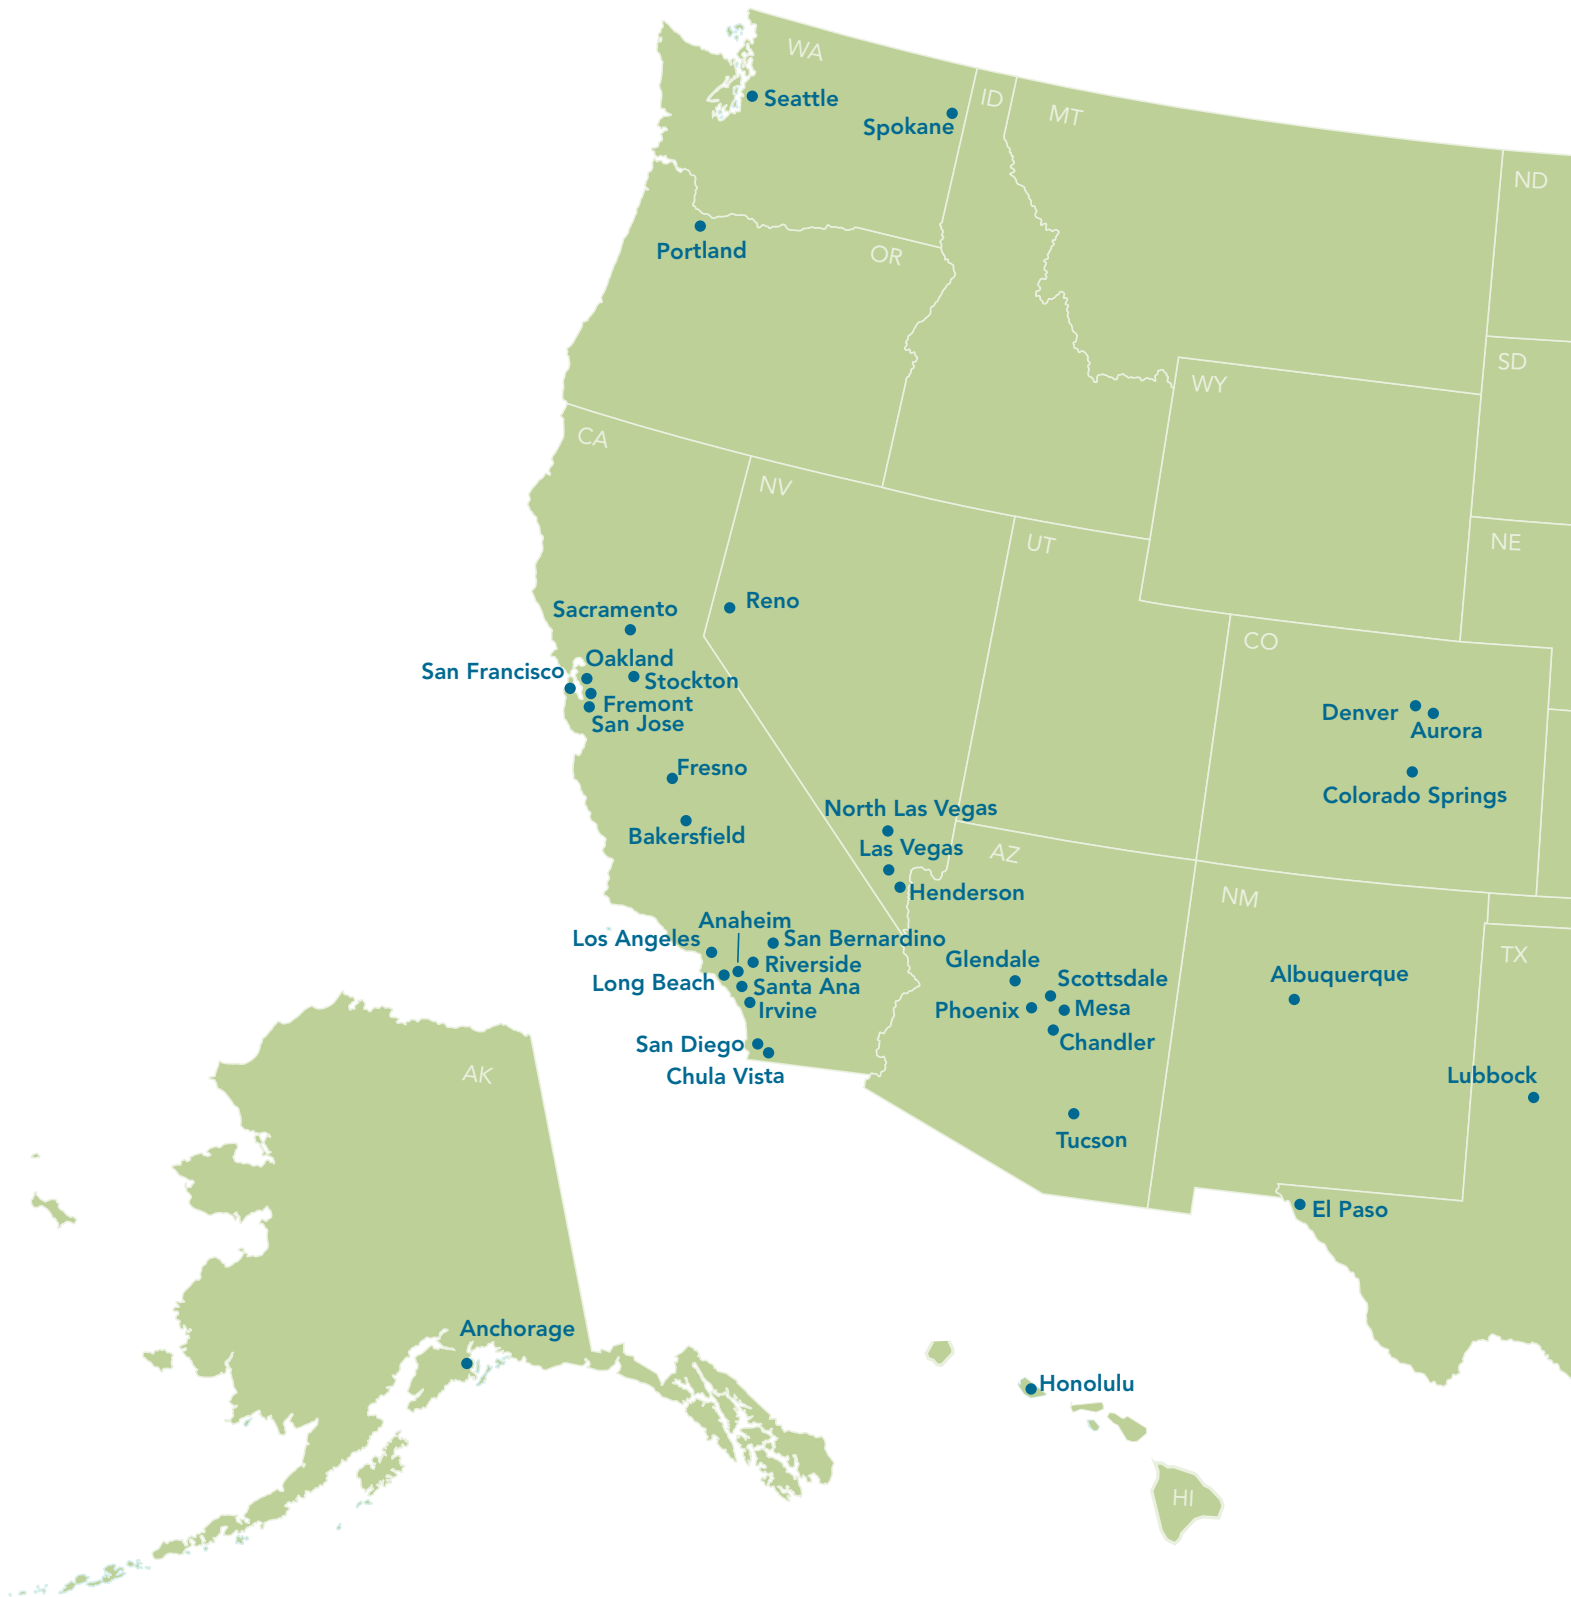 WA
Seattle
ID
MT
Spokane
ND
Portland
OR
SD
WY
CA
NV
UT
NE
Reno
Sacramento
CO
Oakland
San Francisco
Stockton
Fremont
San Jose
Denver
Aurora
Fresno
Colorado Springs
North Las Vegas
Bakersfield
Las Vegas
AZ
Henderson
NM
Anaheim
Los Angeles
San Bernardino
TX
Glendale
Riverside
Albuquerque
Scottsdale
Long Beach
Santa Ana
Irvine
Phoenix
Mesa
San Diego
Chandler
Chula Vista
AK
Lubbock
Tucson
El Paso
Anchorage
Honolulu
HI